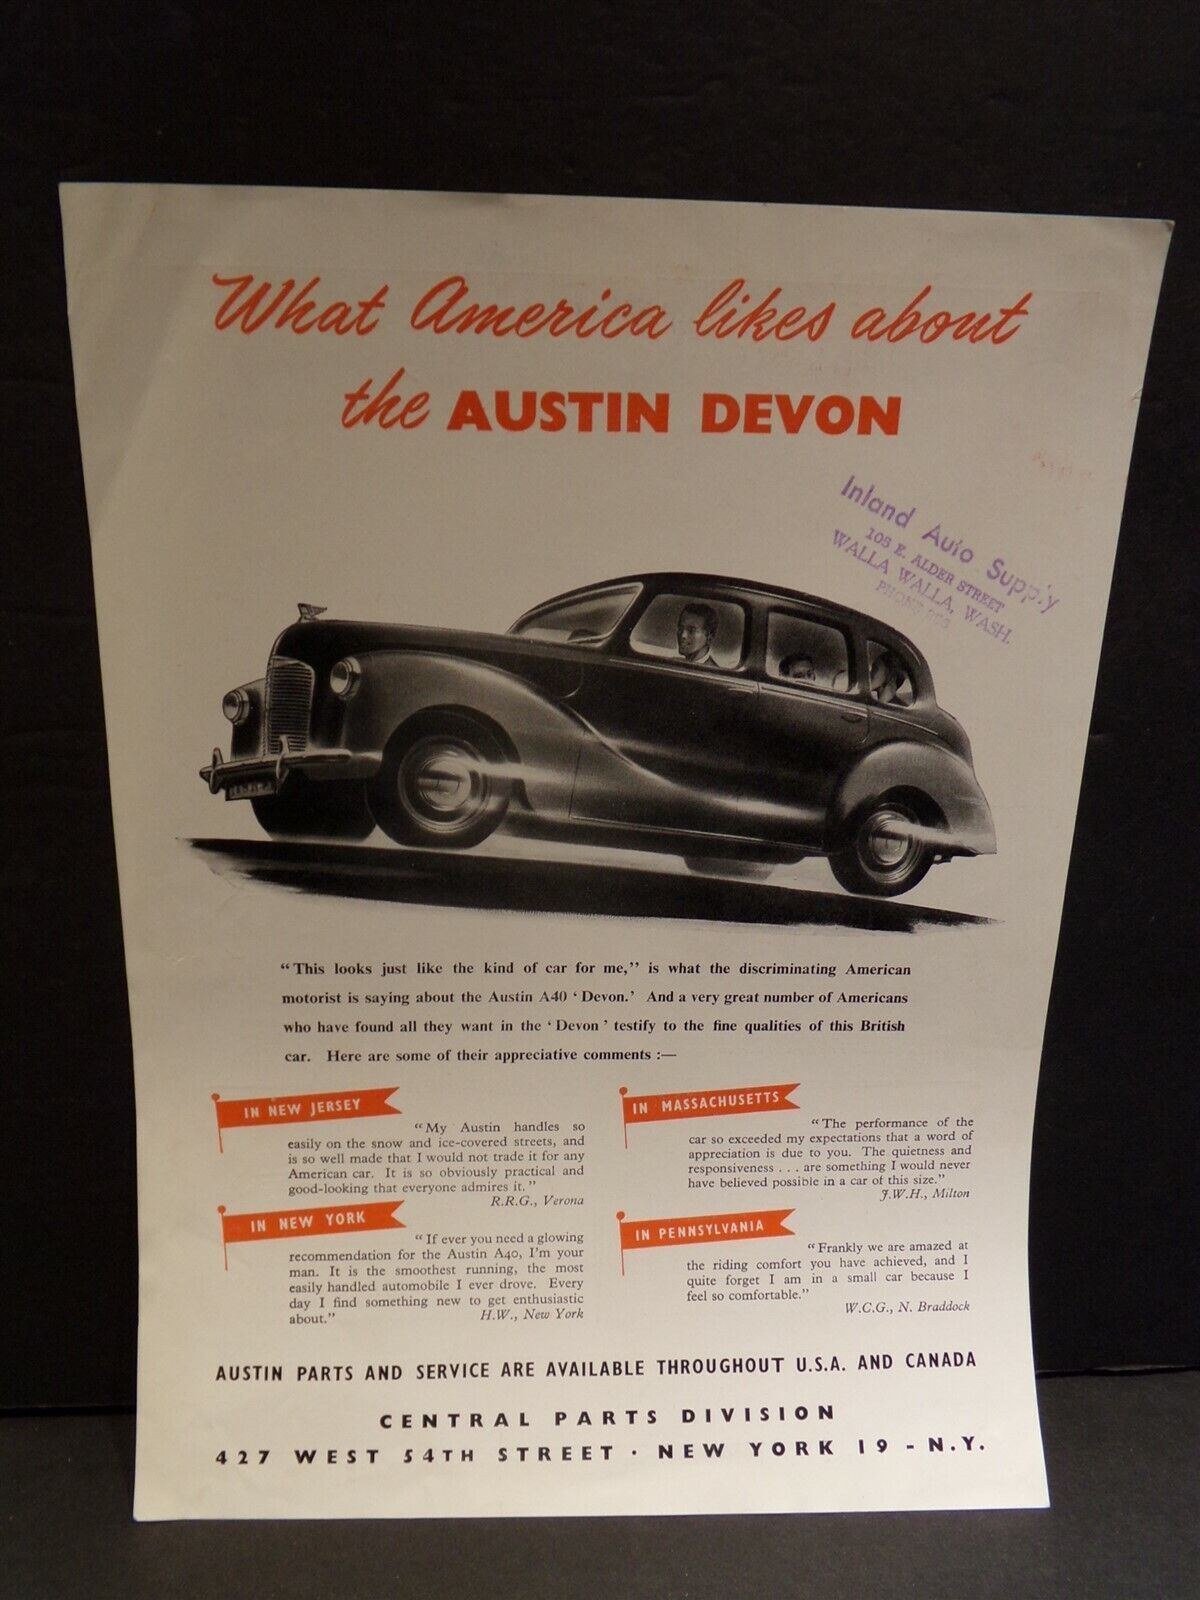 What America likes about
the AUSTIN DEVON
Inland Auto Supply
105 E. ALDER STREET
WALLA WALLA, WASH.
PHONE
“This looks just like the kind of car for me,” is what the discriminating American
motorist is saying about the Austin A40 ‘Devon.’ And a very great number of Americans
who have found all they want in the ‘Devon’ testify to the fine qualities of this British
car. Here are some of their appreciative comments :—
IN NEW JERSEY
“My Austin handles so
easily on the snow and ice-covered streets, and
is so well made that I would not trade it for any
American car. It is so obviously practical and
good-looking that everyone admires it.”
R.R.G., Verona
IN NEW YORK
“If ever you need a glowing
recommendation for the Austin A40, I’m your
man. It is the smoothest running, the most
easily handled automobile I ever drove. Every
day I find something new to get enthusiastic
about.” H.W., New York
IN MASSACHUSETTS
“The performance of the
car so exceeded my expectations that a word of
appreciation is due to you. The quietness and
responsiveness . . . are something I would never
have believed possible in a car of this size.”
J.W.H., Milton
IN PENNSYLVANIA
“Frankly we are amazed at
the riding comfort you have achieved, and I
quite forget I am in a small car because I
feel so comfortable.”
W.C.G., N. Braddock
AUSTIN PARTS AND SERVICE ARE AVAILABLE THROUGHOUT U.S.A. AND CANADA
CENTRAL PARTS DIVISION
427 WEST 54TH STREET · NEW YORK 19 - N.Y.